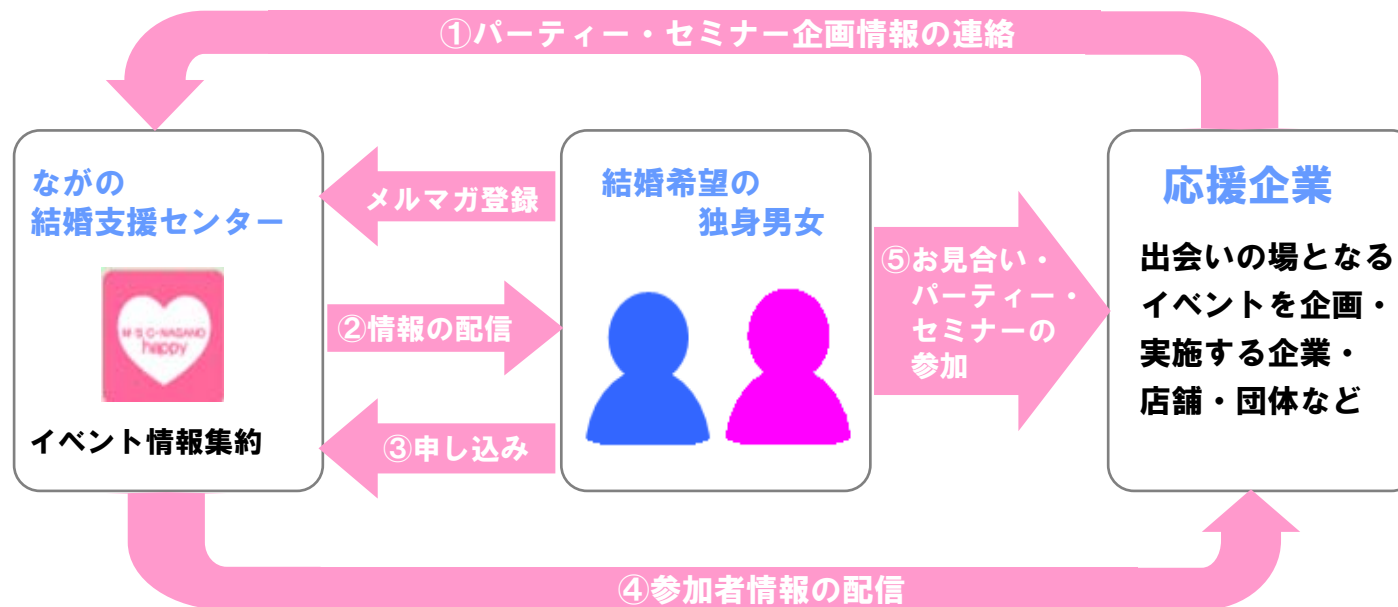 ①パーティー・セミナー企画情報の連絡
ながの
結婚支援センター
M・S・C-NAGANO
happy
イベント情報集約
メルマガ登録
②情報の配信
③申し込み
結婚希望の
独身男女
⑤お見合い・
パーティー・
セミナーの
参加
応援企業
出会いの場となる
イベントを企画・
実施する企業・
店舗・団体など
④参加者情報の配信